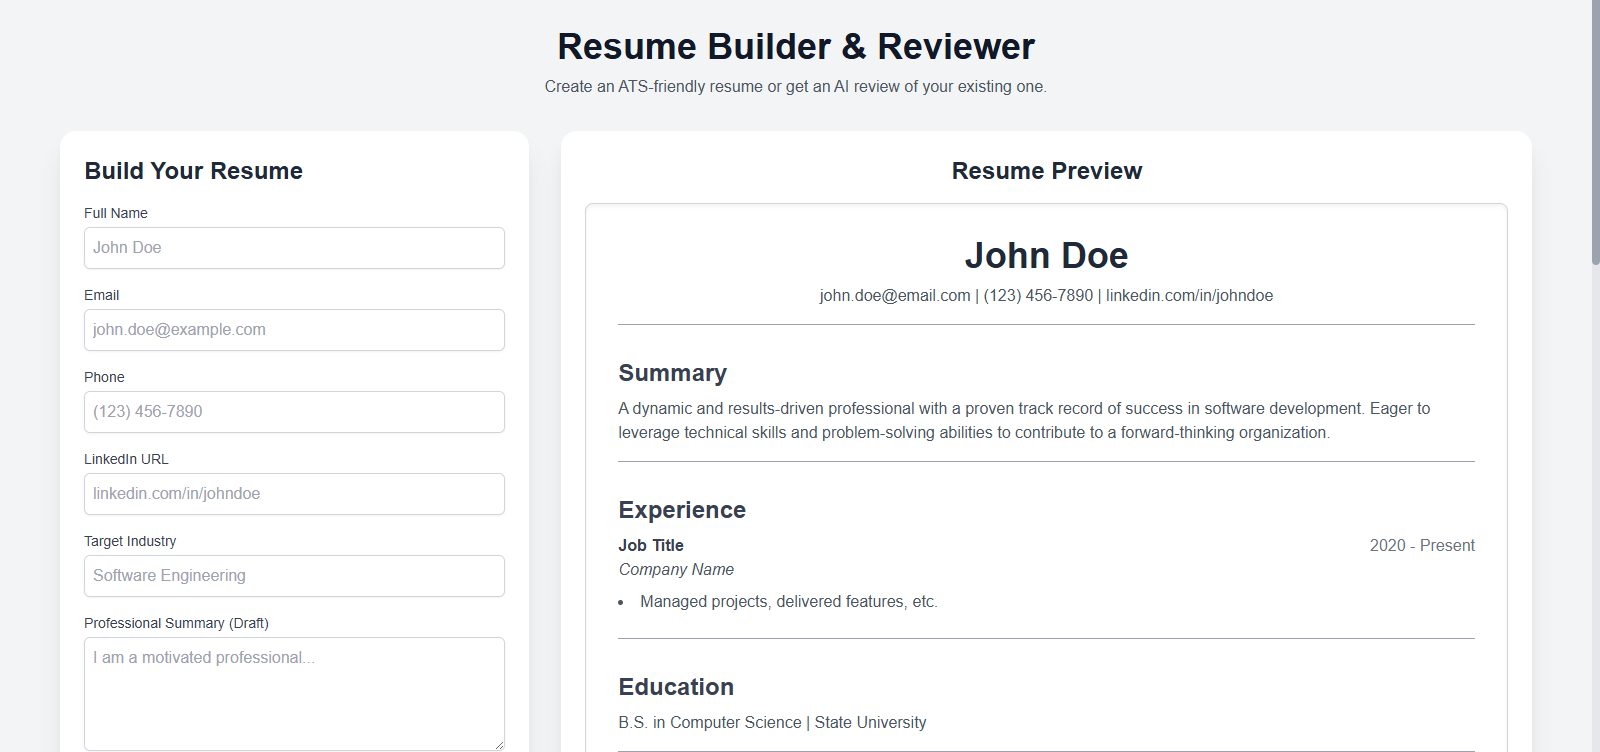 Resume Builder & Reviewer
Create an ATS-friendly resume or get an AI review of your existing one.
Build Your Resume
Full Name
John Doe
Email
john.doe@example.com
Phone
(123) 456-7890
LinkedIn URL
linkedin.com/in/johndoe
Target Industry
Software Engineering
Professional Summary (Draft)
I am a motivated professional...
Resume Preview
John Doe
john.doe@email.com | (123) 456-7890 | linkedin.com/in/johndoe
Summary
A dynamic and results-driven professional with a proven track record of success in software development. Eager to
leverage technical skills and problem-solving abilities to contribute to a forward-thinking organization.
Experience
Job Title 2020 - Present
Company Name
• Managed projects, delivered features, etc.
Education
B.S. in Computer Science | State University